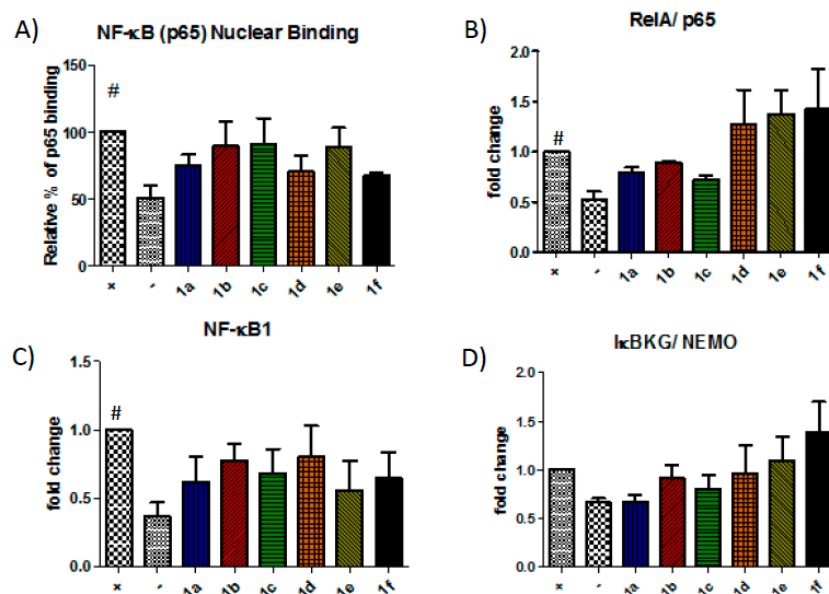 A) NF-κB (p65) Nuclear Binding
Relative % of p65 binding
150
100
50
0
#
+ - 1a 1b 1c 1d 1e 1f
B) RelA/ p65
fold change
2.0
1.5
1.0
0.5
0.0
#
+ - 1a 1b 1c 1d 1e 1f
C) NF-κB1
fold change
1.5
1.0
0.5
0.0
#
+ - 1a 1b 1c 1d 1e 1f
D) IκBKG/ NEMO
fold change
2.0
1.5
1.0
0.5
0.0
+ - 1a 1b 1c 1d 1e 1f